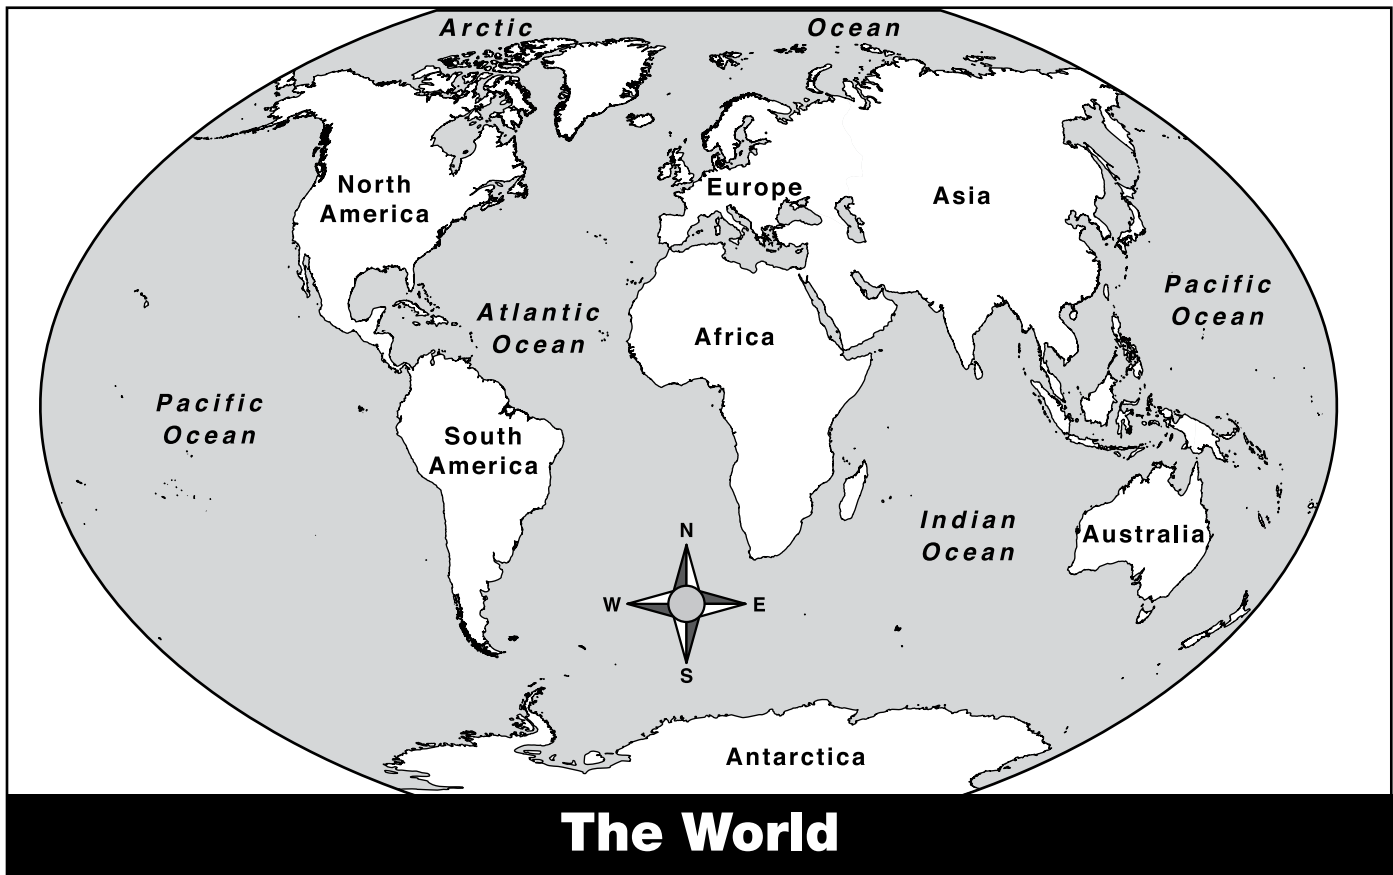 Arctic Ocean
North
America
Europe
Asia
Atlantic
Ocean
Africa
Pacific
Ocean
Pacific
Ocean
South
America
Indian
Ocean
Australia
N
W E
S
Antarctica
The World